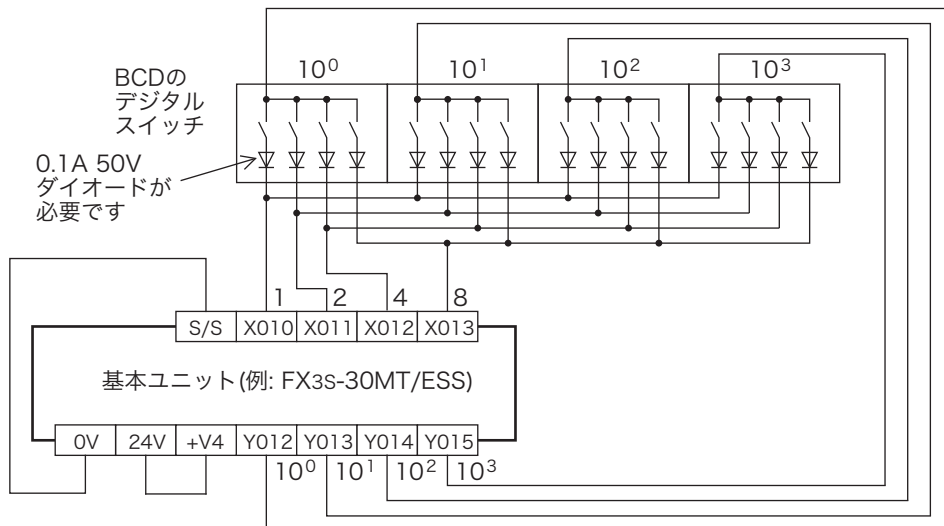 10⁰ 10¹ 10² 10³
BCDの
デジタル
スイッチ
0.1A 50V
ダイオードが
必要です
1 2 4 8
S/S X010 X011 X012 X013
基本ユニット(例: FX3S-30MT/ESS)
0V 24V +V4 Y012 Y013 Y014 Y015
10⁰ 10¹ 10² 10³